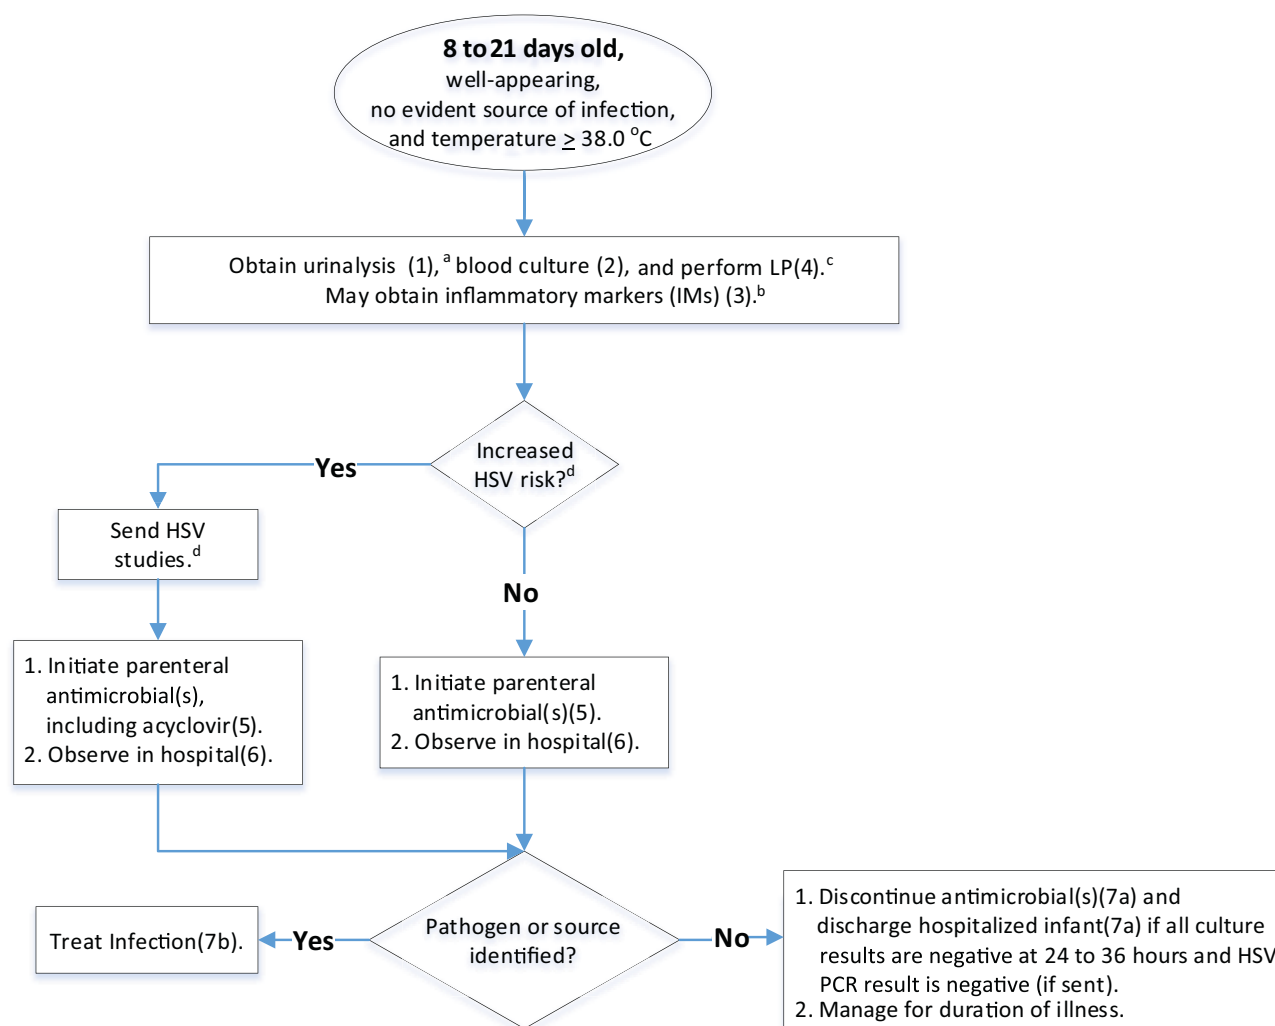 8 to 21 days old,
well-appearing,
no evident source of infection,
and temperature ≥ 38.0 °C
Obtain urinalysis (1),ᵃ blood culture (2), and perform LP(4).ᶜ
May obtain inflammatory markers (IMs) (3).ᵇ
Increased
HSV risk?ᵈ
Yes
Send HSV
studies.ᵈ
No
1. Initiate parenteral
antimicrobial(s),
including acyclovir(5).
2. Observe in hospital(6).
1. Initiate parenteral
antimicrobial(s)(5).
2. Observe in hospital(6).
Pathogen or source
identified?
Yes
Treat Infection(7b).
No
1. Discontinue antimicrobial(s)(7a) and
discharge hospitalized infant(7a) if all culture
results are negative at 24 to 36 hours and HSV
PCR result is negative (if sent).
2. Manage for duration of illness.